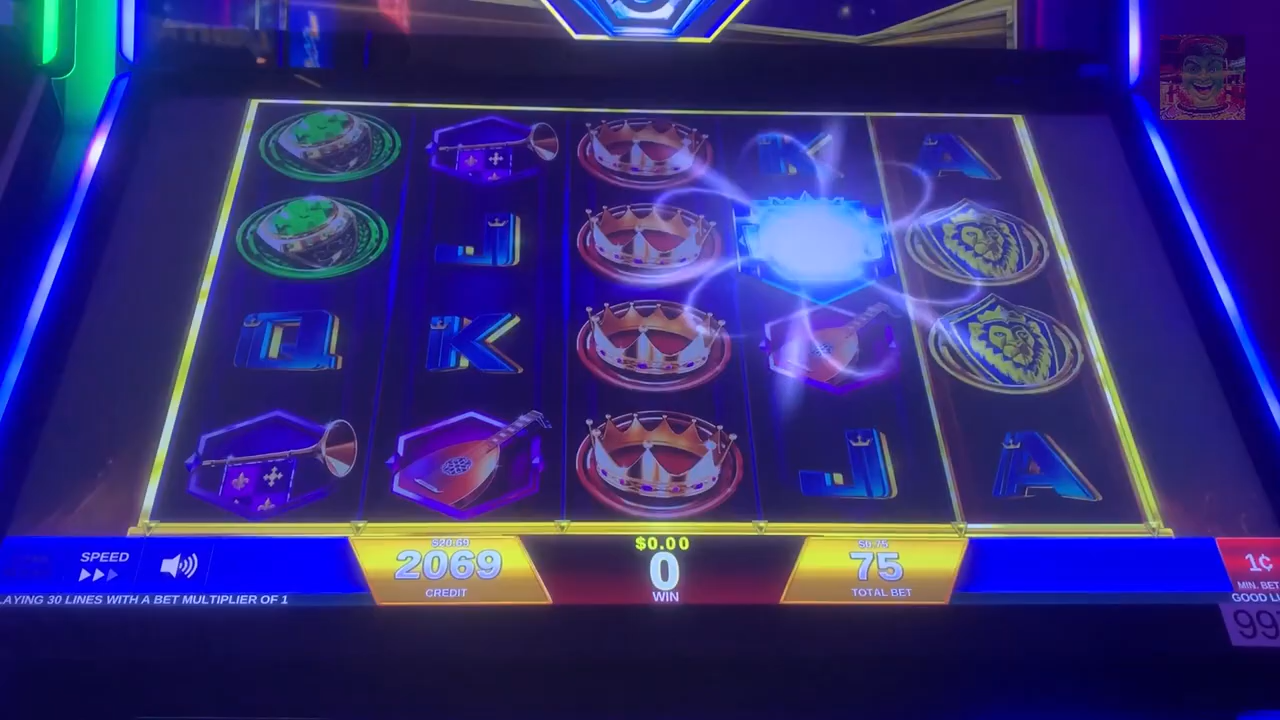 K
A
J
Q
K
J
A
SPEED
$20.69
2069
CREDIT
$0.00
0
WIN
$0.75
75
TOTAL BET
1¢
MIN. BET
GOOD
LAYING 30 LINES WITH A BET MULTIPLIER OF 1